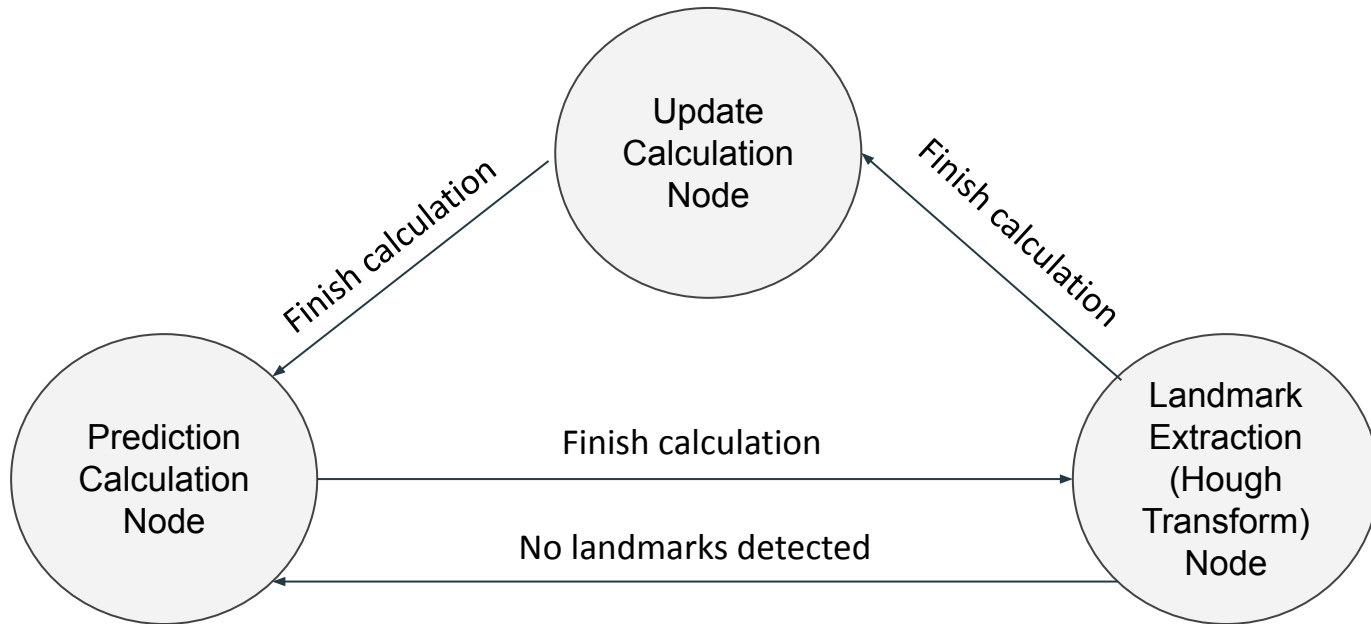 Update
Calculation
Node
Finish calculation
Finish calculation
Prediction
Calculation
Node
Finish calculation
No landmarks detected
Landmark
Extraction
(Hough
Transform)
Node